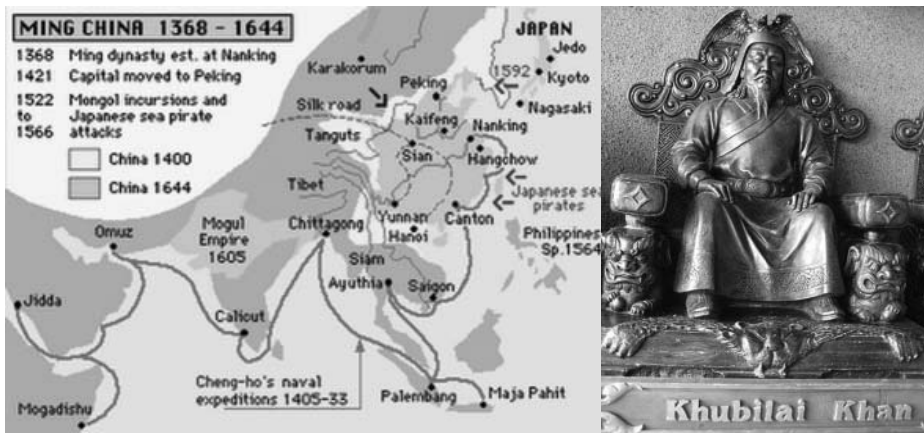 MING CHINA 1368 - 1644
1368 Ming dynasty est. at Nanking
1421 Capital moved to Peking
1522 Mongol incursions and
to Japanese sea pirate
1566 attacks
China 1400
China 1644
JAPAN
Jedo
Kyoto
1592
Nagasaki
Karakorum
Peking
Silk road
Kaifeng
Nanking
Tanguts
Sian
Hangchow
Tibet
Japanese sea
pirates
Yunnan
Canton
Hanoi
Chittagong
Mogul
Empire
1605
Omuz
Philippines
Sp.1564
Siam
Ayuthia
Saigon
Jidda
Calicut
Cheng-ho's naval
expeditions 1405-33
Palembang
Maja Pahit
Mogadishu
Khubilai Khan